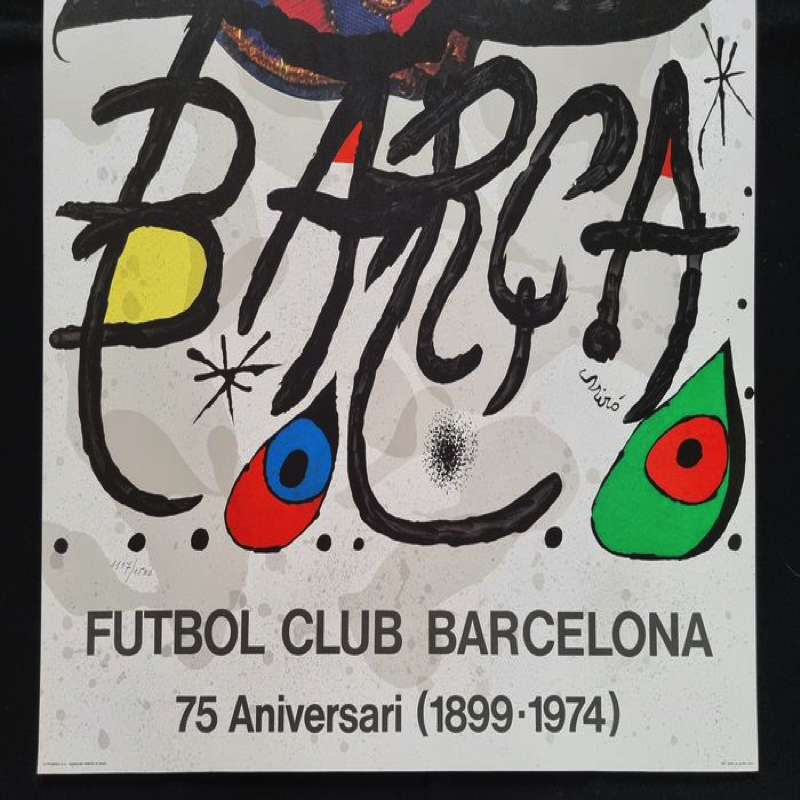 BARÇA
Miró
FUTBOL CLUB BARCELONA
75 Aniversari (1899·1974)